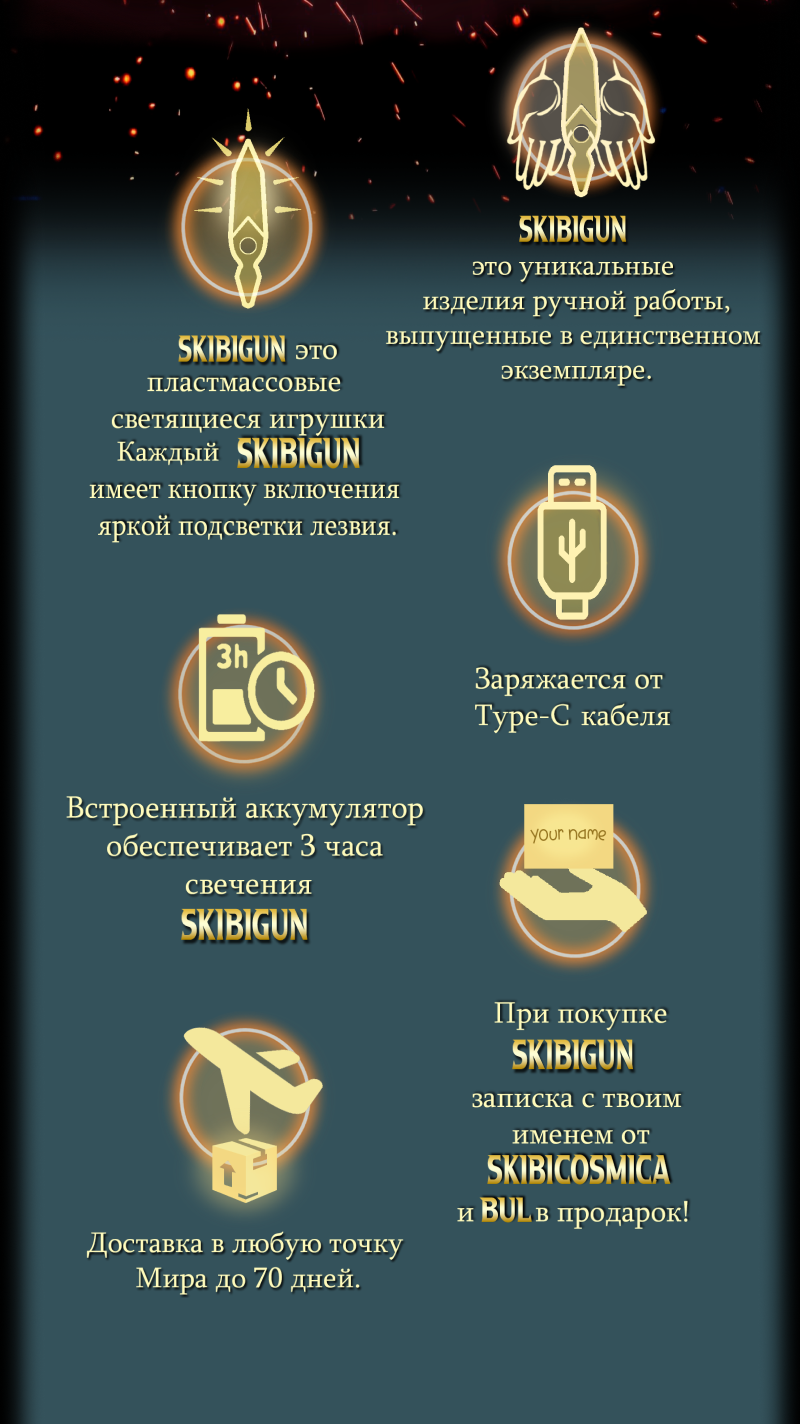 SKIBIGUN это
пластмассовые
светящиеся игрушки
Каждый SKIBIGUN
имеет кнопку включения
яркой подсветки лезвия.
SKIBIGUN
это уникальные
изделия ручной работы,
выпущенные в единственном
экземпляре.
3h
Встроенный аккумулятор
обеспечивает 3 часа
свечения
SKIBIGUN
Заряжается от
Type-C кабеля
your name
При покупке
SKIBIGUN
записка с твоим
именем от
SKIBICOSMICA
и BUL в продарок!
Доставка в любую точку
Мира до 70 дней.